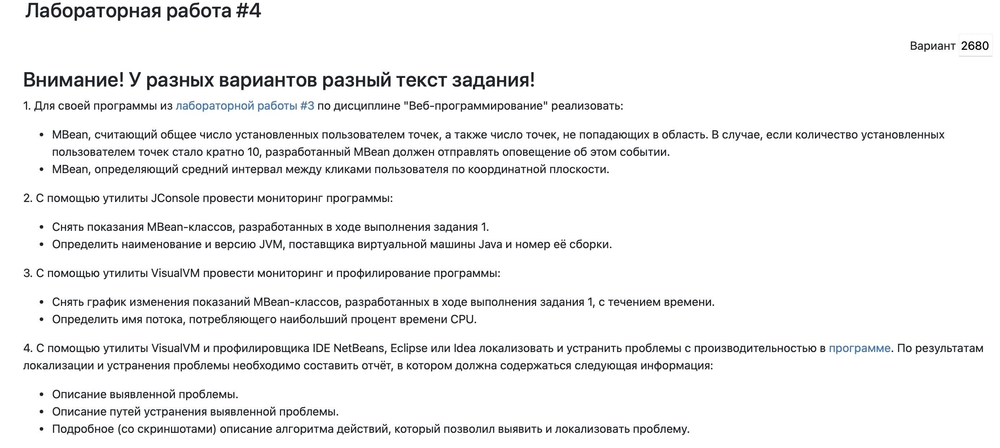 Лабораторная работа #4
Вариант 2680
Внимание! У разных вариантов разный текст задания!
1. Для своей программы из лабораторной работы #3 по дисциплине "Веб-программирование" реализовать:
• MBean, считающий общее число установленных пользователем точек, а также число точек, не попадающих в область. В случае, если количество установленных
пользователем точек стало кратно 10, разработанный MBean должен отправлять оповещение об этом событии.
• MBean, определяющий средний интервал между кликами пользователя по координатной плоскости.
2. С помощью утилиты JConsole провести мониторинг программы:
• Снять показания MBean-классов, разработанных в ходе выполнения задания 1.
• Определить наименование и версию JVM, поставщика виртуальной машины Java и номер её сборки.
3. С помощью утилиты VisualVM провести мониторинг и профилирование программы:
• Снять график изменения показаний MBean-классов, разработанных в ходе выполнения задания 1, с течением времени.
• Определить имя потока, потребляющего наибольший процент времени CPU.
4. С помощью утилиты VisualVM и профилировщика IDE NetBeans, Eclipse или Idea локализовать и устранить проблемы с производительностью в программе. По результатам
локализации и устранения проблемы необходимо составить отчёт, в котором должна содержаться следующая информация:
• Описание выявленной проблемы.
• Описание путей устранения выявленной проблемы.
• Подробное (со скриншотами) описание алгоритма действий, который позволил выявить и локализовать проблему.